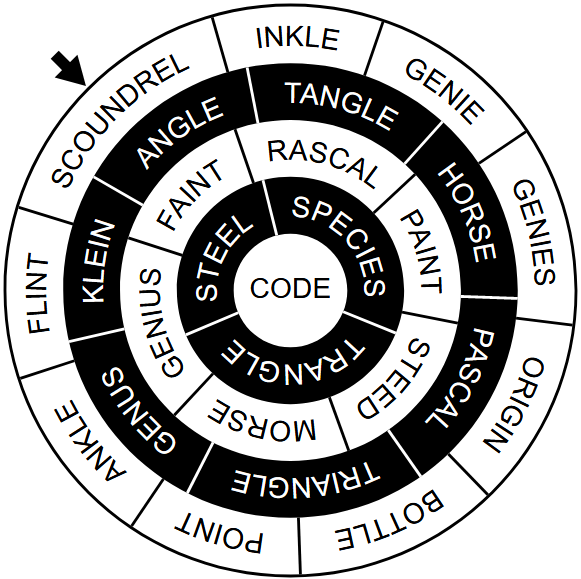 SCOUNDREL
INKLE
GENIE
GENIES
ORIGIN
BOTTLE
POINT
ANKLE
FLINT
ANGLE
TANGLE
HORSE
PASCAL
TRIANGLE
GENUS
KLEIN
FAINT
RASCAL
PAINT
STEED
MORSE
GENIUS
STEEL
SPECIES
TRANGLE
CODE